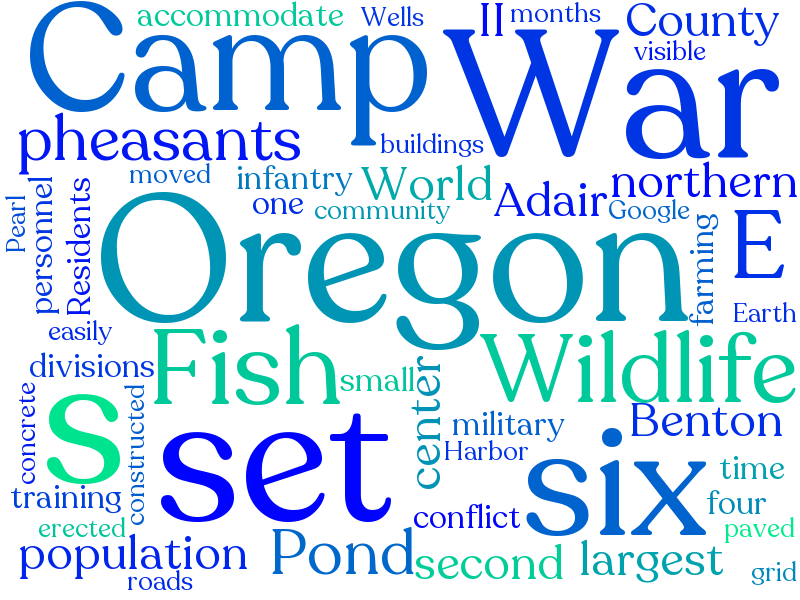 accommodate
Wells
II
months
County
Camp
War
visible
pheasants
buildings
moved
infantry
World
Adair
northern
one
community
Google
Pearl
personnel
Residents
Oregon
farming
E
Earth
easily
divisions
Fish
small
Wildlife
center
concrete
constructed
s
set
military
Harbor
Benton
six
time
training
four
erected
conflict
paved
population
Pond
second
largest
roads
grid